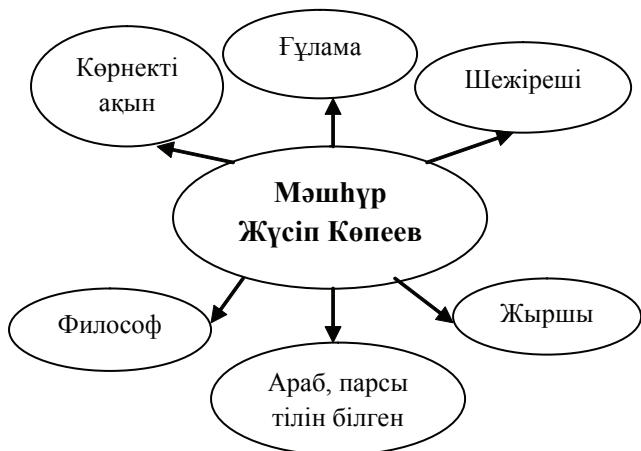 Көрнекті
ақын
Ғұлама
Шежіреші
Мәшһүр
Жүсіп Көпеев
Философ
Жыршы
Араб, парсы
тілін білген